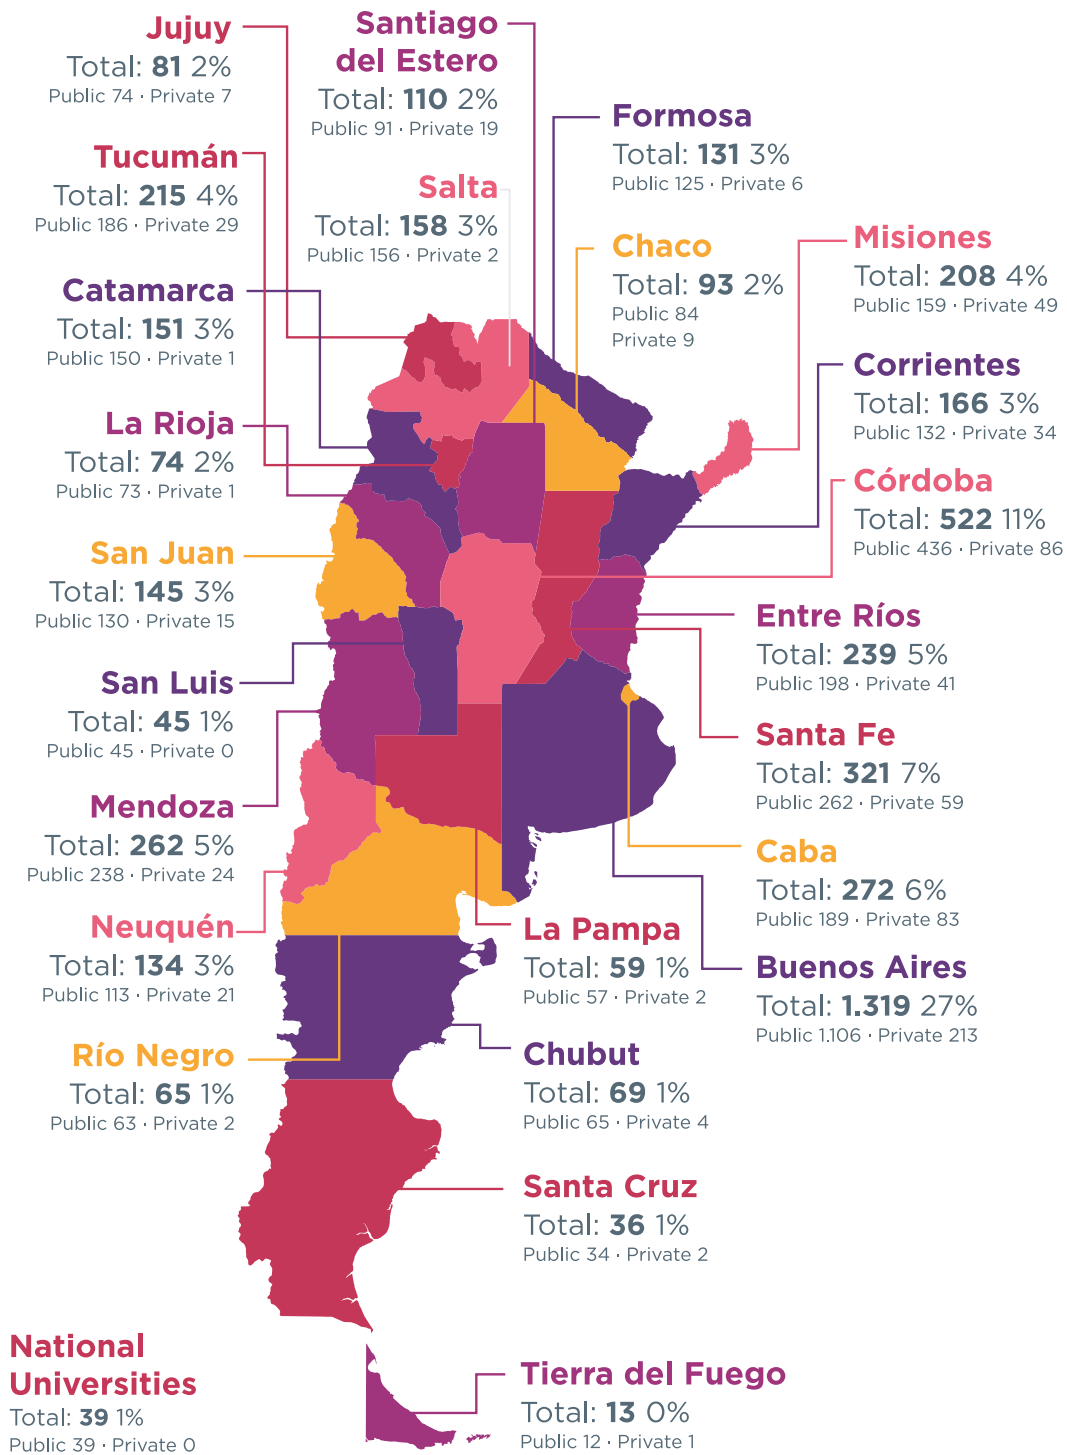 Jujuy
Total: 81 2%
Public 74 · Private 7
Santiago
del Estero
Total: 110 2%
Public 91 · Private 19
Formosa
Total: 131 3%
Public 125 · Private 6
Tucumán
Total: 215 4%
Public 186 · Private 29
Salta
Total: 158 3%
Public 156 · Private 2
Chaco
Total: 93 2%
Public 84
Private 9
Misiones
Total: 208 4%
Public 159 · Private 49
Catamarca
Total: 151 3%
Public 150 · Private 1
Corrientes
Total: 166 3%
Public 132 · Private 34
La Rioja
Total: 74 2%
Public 73 · Private 1
Córdoba
Total: 522 11%
Public 436 · Private 86
San Juan
Total: 145 3%
Public 130 · Private 15
Entre Ríos
Total: 239 5%
Public 198 · Private 41
San Luis
Total: 45 1%
Public 45 · Private 0
Santa Fe
Total: 321 7%
Public 262 · Private 59
Mendoza
Total: 262 5%
Public 238 · Private 24
Caba
Total: 272 6%
Public 189 · Private 83
Neuquén
Total: 134 3%
Public 113 · Private 21
La Pampa
Total: 59 1%
Public 57 · Private 2
Buenos Aires
Total: 1.319 27%
Public 1.106 · Private 213
Río Negro
Total: 65 1%
Public 63 · Private 2
Chubut
Total: 69 1%
Public 65 · Private 4
Santa Cruz
Total: 36 1%
Public 34 · Private 2
National
Universities
Total: 39 1%
Public 39 · Private 0
Tierra del Fuego
Total: 13 0%
Public 12 · Private 1